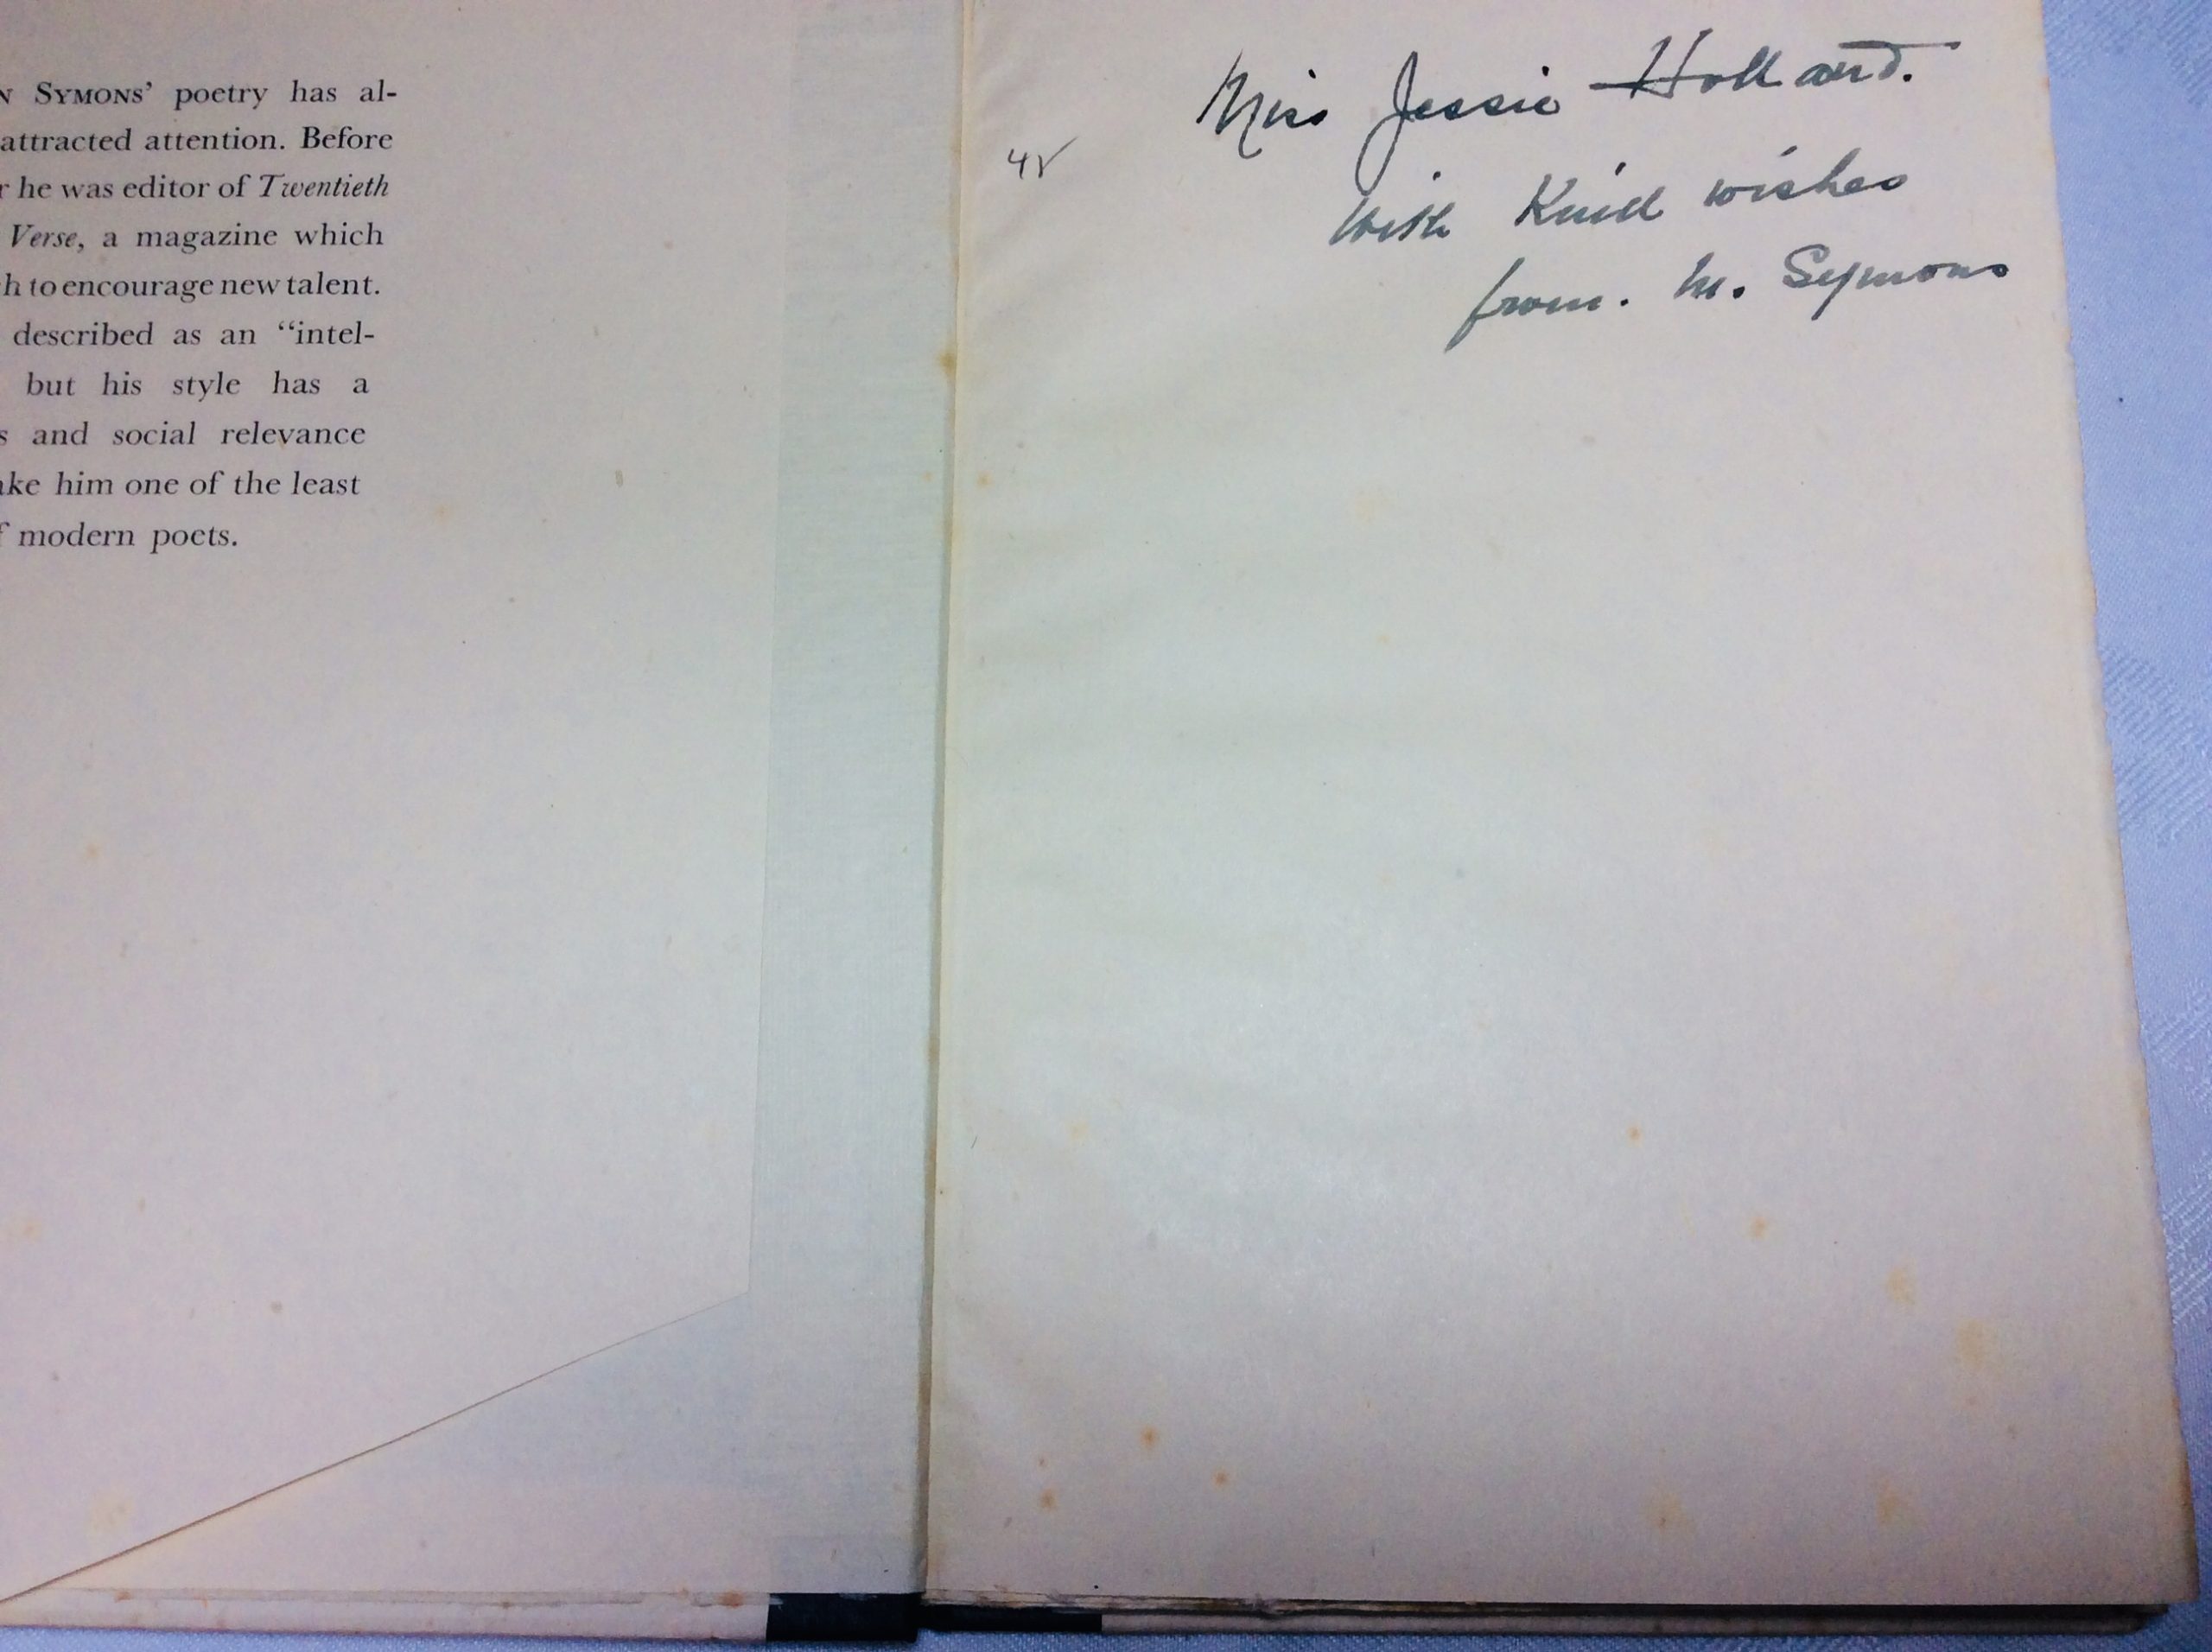 N SYMONS' poetry has al-
attracted attention. Before
r he was editor of Twentieth
Verse, a magazine which
h to encourage new talent.
described as an “intel-
but his style has a
s and social relevance
ake him one of the least
f modern poets.
Miss Jessie Holland.
4
with Kind wishes
from. M. Symons